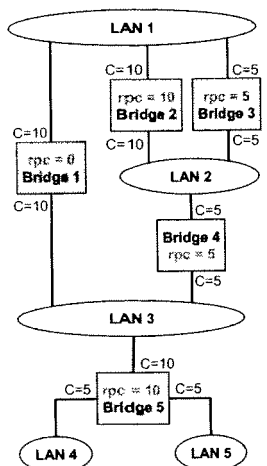 LAN 1
C=10
C=10
C=5
rpc = 10
Bridge 2
rpc = 5
Bridge 3
C=10
C=5
rpc = 0
Bridge 1
C=10
LAN 2
C=5
Bridge 4
rpc = 5
C=5
LAN 3
C=10
C=5
rpc = 10
Bridge 5
C=5
LAN 4
LAN 5